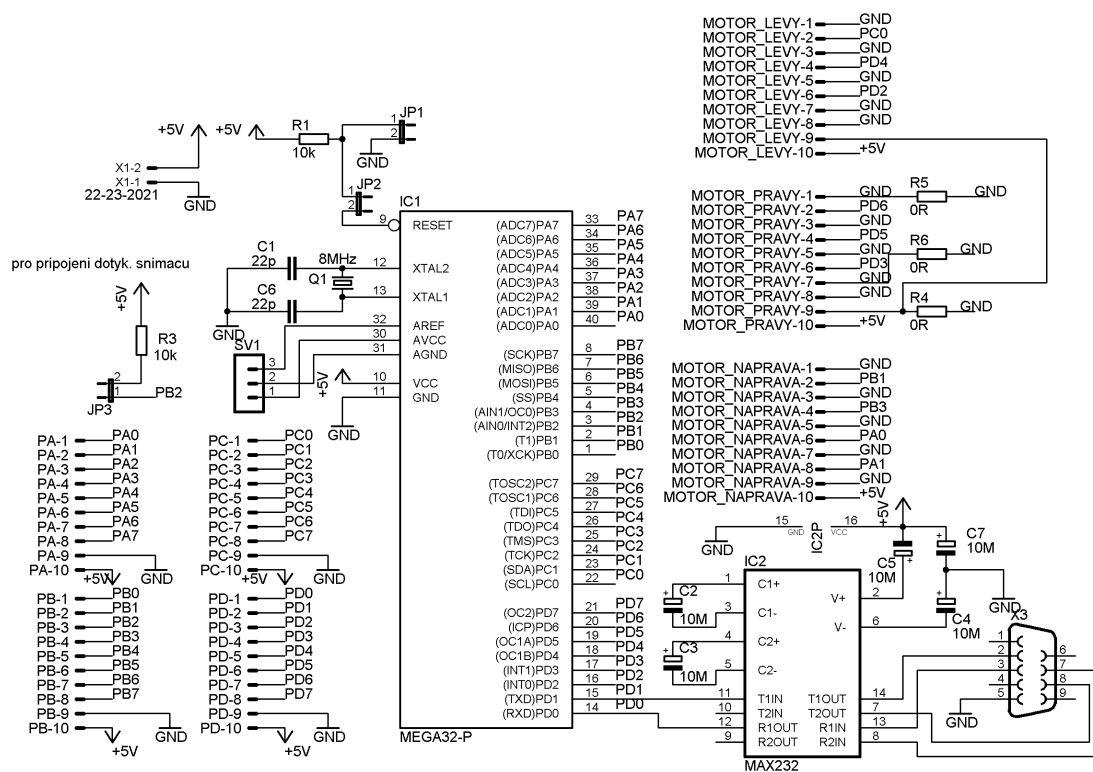 MOTOR_LEVY-1 GND
MOTOR_LEVY-2 PC0
MOTOR_LEVY-3 GND
MOTOR_LEVY-4 PD4
MOTOR_LEVY-5 GND
MOTOR_LEVY-6 PD2
MOTOR_LEVY-7 GND
MOTOR_LEVY-8 GND
MOTOR_LEVY-9
MOTOR_LEVY-10 +5V
MOTOR_PRAVY-1 GND
MOTOR_PRAVY-2 PD6
MOTOR_PRAVY-3 GND
MOTOR_PRAVY-4 PD5
MOTOR_PRAVY-5 GND
MOTOR_PRAVY-6 PD3
MOTOR_PRAVY-7 GND
MOTOR_PRAVY-8 GND
MOTOR_PRAVY-9
MOTOR_PRAVY-10 +5V
R5
0R
GND
R6
0R
GND
R4
0R
GND
MOTOR_NAPRAVA-1 GND
MOTOR_NAPRAVA-2 PB1
MOTOR_NAPRAVA-3 GND
MOTOR_NAPRAVA-4 PB3
MOTOR_NAPRAVA-5 GND
MOTOR_NAPRAVA-6 PA0
MOTOR_NAPRAVA-7 GND
MOTOR_NAPRAVA-8 PA1
MOTOR_NAPRAVA-9 GND
MOTOR_NAPRAVA-10 +5V
+5V
X1-2
X1-1
22-23-2021
GND
+5V
R1
10k
JP1
1
2
GND
JP2
1
2
pro pripojeni dotyk. snimacu
+5V
R3
10k
JP3
2
1
PB2
C1
22p
C6
22p
8MHz
Q1
GND
SV1
3
2
1
+5V
GND
IC1
9 RESET
12 XTAL2
13 XTAL1
32 AREF
30 AVCC
31 AGND
10 VCC
11 GND
(ADC7)PA7 33 PA7
(ADC6)PA6 34 PA6
(ADC5)PA5 35 PA5
(ADC4)PA4 36 PA4
(ADC3)PA3 37 PA3
(ADC2)PA2 38 PA2
(ADC1)PA1 39 PA1
(ADC0)PA0 40 PA0
(SCK)PB7 8 PB7
(MISO)PB6 7 PB6
(MOSI)PB5 6 PB5
(SS)PB4 5 PB4
(AIN1/OC0)PB3 4 PB3
(AIN0/INT2)PB2 3 PB2
(T1)PB1 2 PB1
(T0/XCK)PB0 1 PB0
(TOSC2)PC7 29 PC7
(TOSC1)PC6 28 PC6
(TDI)PC5 27 PC5
(TDO)PC4 26 PC4
(TMS)PC3 25 PC3
(TCK)PC2 24 PC2
(SDA)PC1 23 PC1
(SCL)PC0 22 PC0
(OC2)PD7 21 PD7
(ICP)PD6 20 PD6
(OC1A)PD5 19 PD5
(OC1B)PD4 18 PD4
(INT1)PD3 17 PD3
(INT0)PD2 16 PD2
(TXD)PD1 15 PD1
(RXD)PD0 14 PD0
MEGA32-P
PA-1 PA0
PA-2 PA1
PA-3 PA2
PA-4 PA3
PA-5 PA4
PA-6 PA5
PA-7 PA6
PA-8 PA7
PA-9 GND
PA-10 +5V
PC-1 PC0
PC-2 PC1
PC-3 PC2
PC-4 PC3
PC-5 PC4
PC-6 PC5
PC-7 PC6
PC-8 PC7
PC-9 GND
PC-10 +5V
PB-1 PB0
PB-2 PB1
PB-3 PB2
PB-4 PB3
PB-5 PB4
PB-6 PB5
PB-7 PB6
PB-8 PB7
PB-9 GND
PB-10 +5V
PD-1 PD0
PD-2 PD1
PD-3 PD2
PD-4 PD3
PD-5 PD4
PD-6 PD5
PD-7 PD6
PD-8 PD7
PD-9 GND
PD-10 +5V
GND
15 GND
IC2P
16 VCC
+5V
C7
10M
C5
10M
C4
10M
GND
C2
10M
C3
10M
IC2
1 C1+
3 C1-
4 C2+
5 C2-
11 T1IN
10 T2IN
12 R1OUT
9 R2OUT
V+ 2
V- 6
T1OUT 14
T2OUT 7
R1IN 13
R2IN 8
MAX232
X3
1
2
3
4
5
6
7
8
9
GND